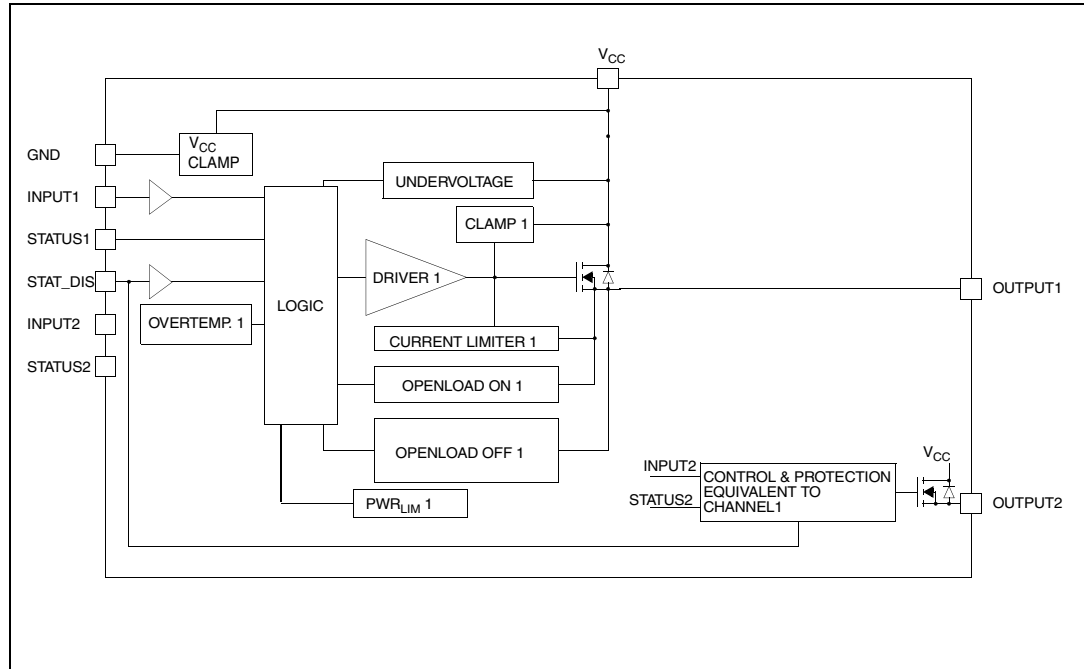 VCC
GND
VCC
CLAMP
INPUT1
UNDERVOLTAGE
CLAMP 1
STATUS1
STAT_DIS
DRIVER 1
OUTPUT1
LOGIC
INPUT2
OVERTEMP. 1
CURRENT LIMITER 1
STATUS2
OPENLOAD ON 1
OPENLOAD OFF 1
VCC
INPUT2
CONTROL & PROTECTION
EQUIVALENT TO
CHANNEL1
STATUS2
PWRLIM 1
OUTPUT2